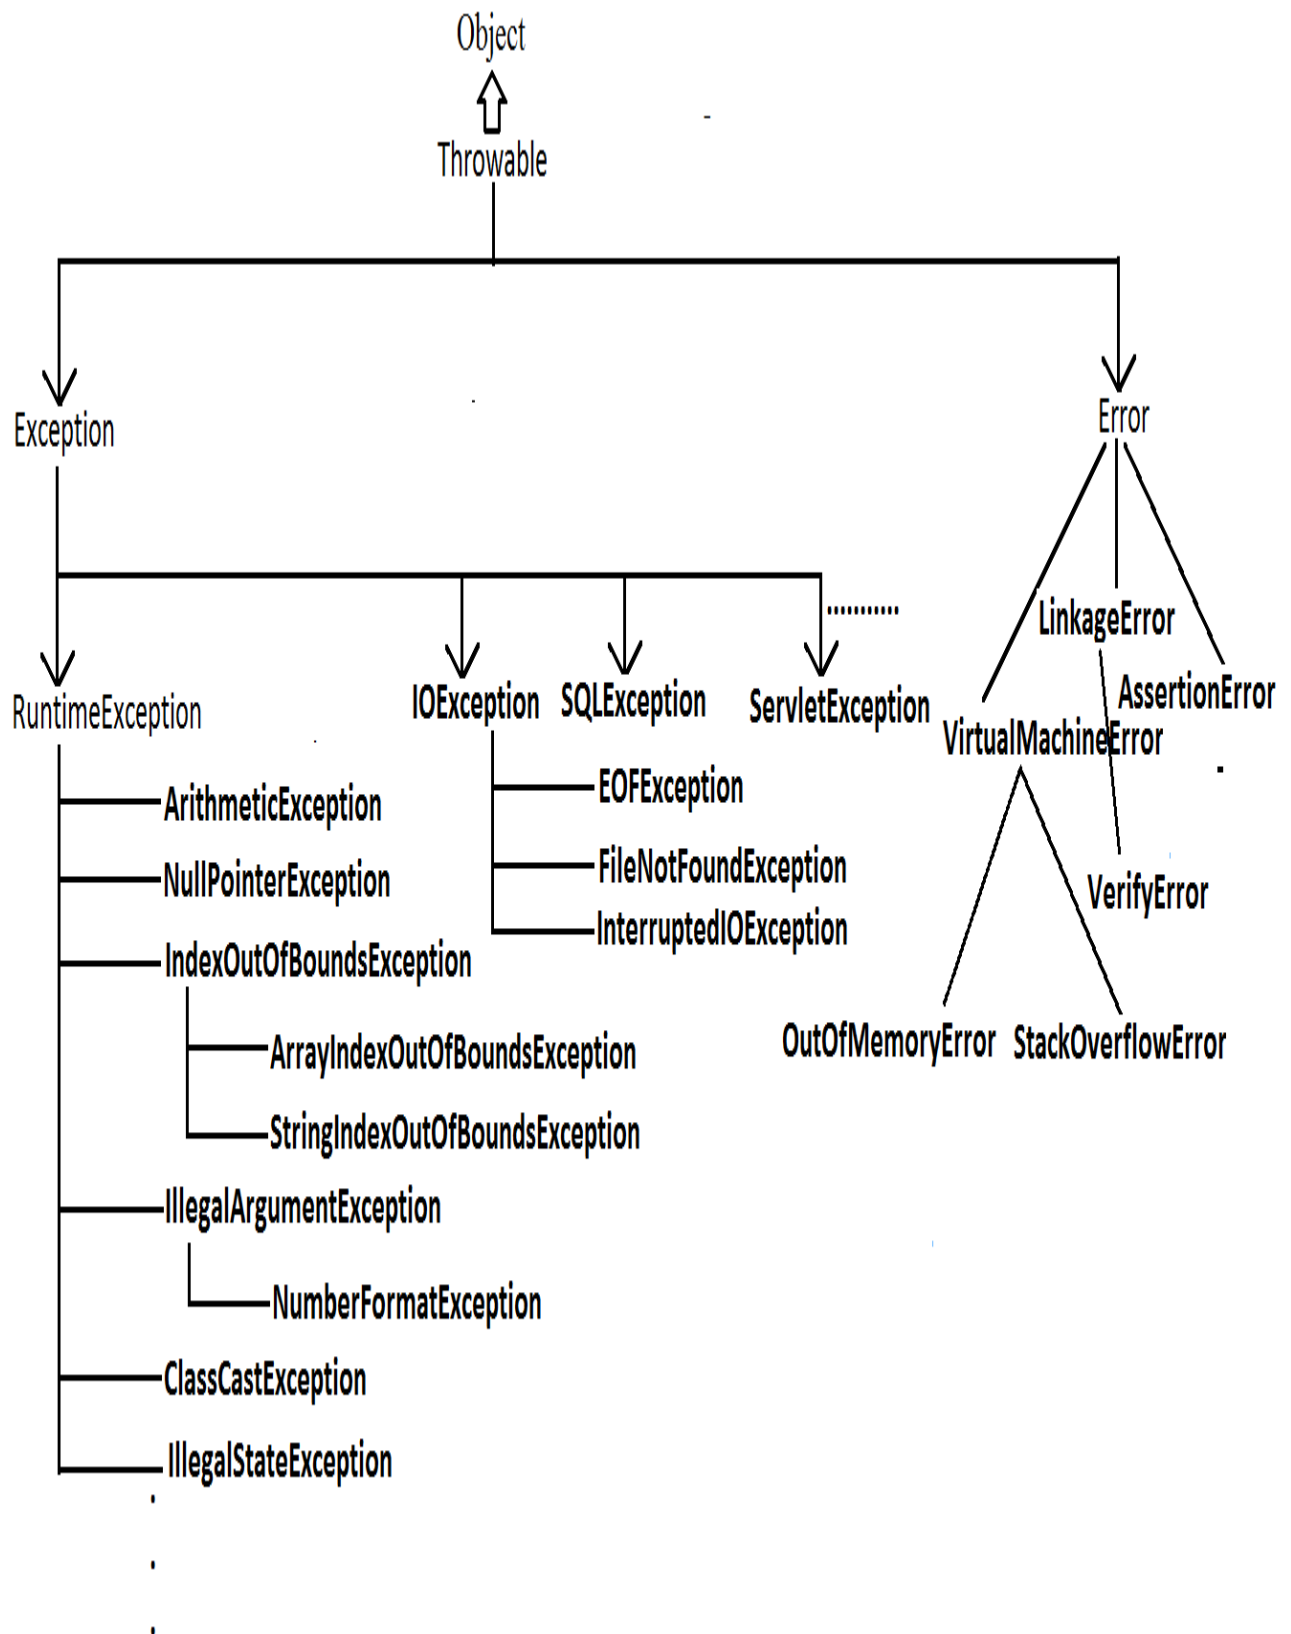 Object
Throwable
Exception
Error
RuntimeException
IOException
SQLException
ServletException
...........
LinkageError
AssertionError
VirtualMachineError
ArithmeticException
EOFException
NullPointerException
FileNotFoundException
VerifyError
InterruptedIOException
IndexOutOfBoundsException
ArrayIndexOutOfBoundsException
OutOfMemoryError
StackOverflowError
StringIndexOutOfBoundsException
IllegalArgumentException
NumberFormatException
ClassCastException
IllegalStateException
.
.
.